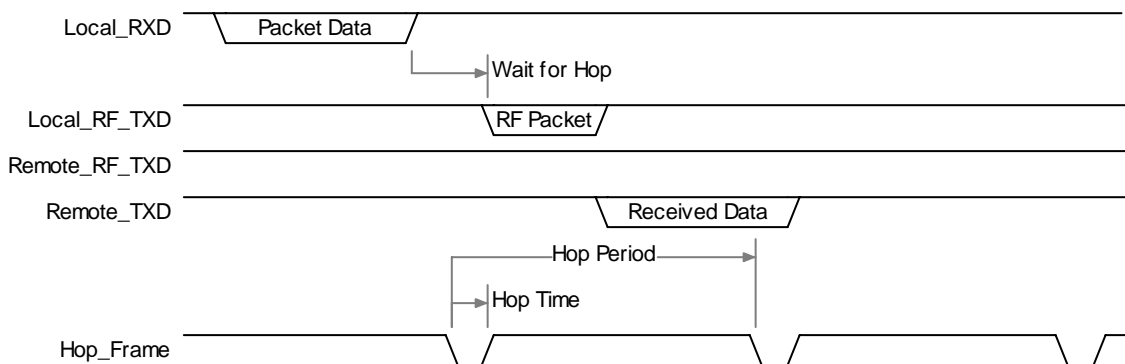 Local_RXD
Packet Data
Wait for Hop
Local_RF_TXD
RF Packet
Remote_RF_TXD
Remote_TXD
Received Data
Hop Period
Hop Time
Hop_Frame